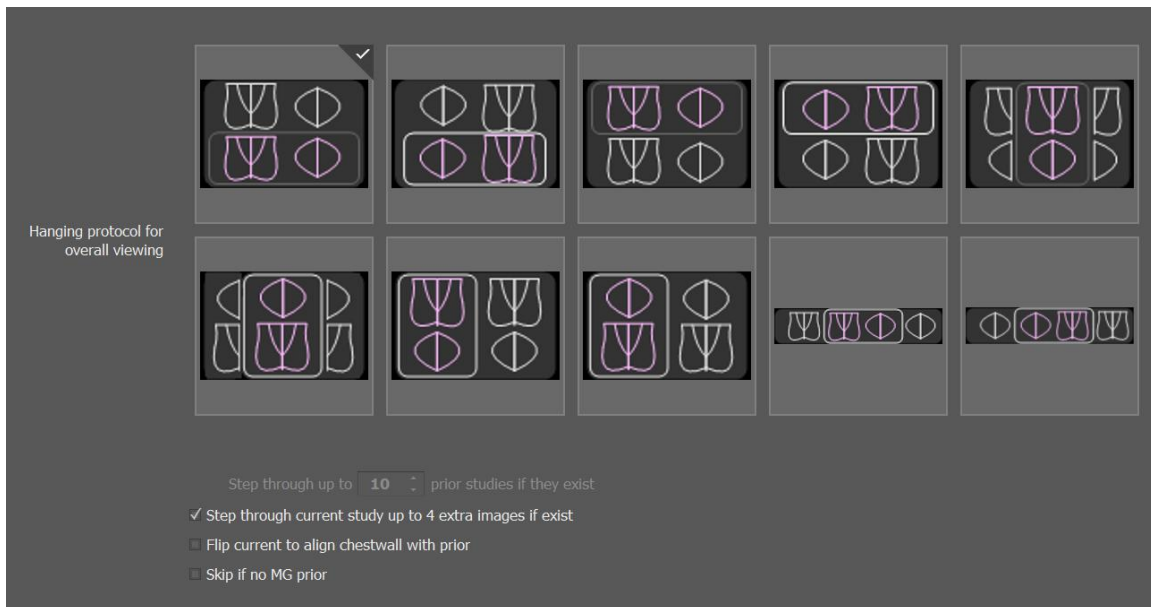 Hanging protocol for
overall viewing
Step through up to 10 prior studies if they exist
Step through current study up to 4 extra images if exist
Flip current to align chestwall with prior
Skip if no MG prior